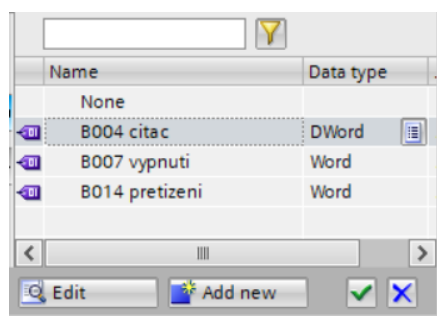 Name Data type
None
B004 citac DWord
B007 vypnuti Word
B014 pretizeni Word
Edit Add new